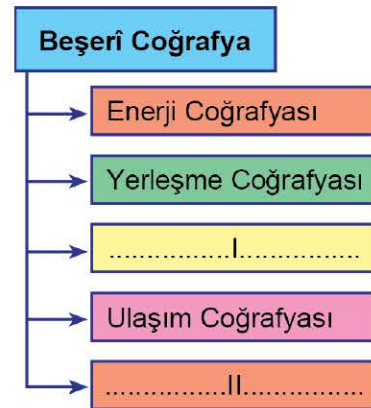 Beşerî Coğrafya
Enerji Coğrafyası
Yerleşme Coğrafyası
................I................
Ulaşım Coğrafyası
................II................